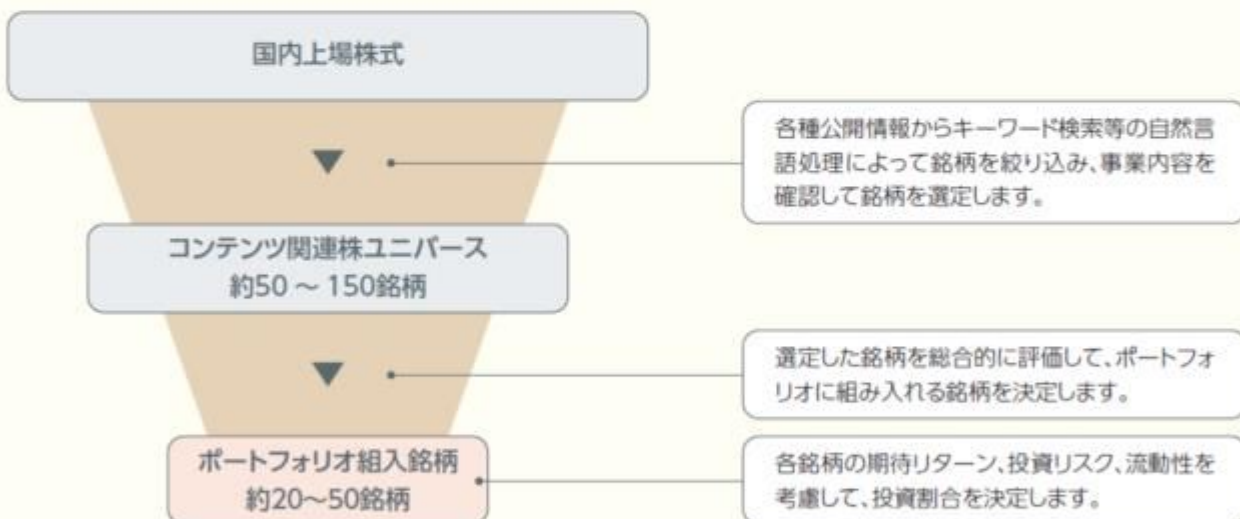 国内上場株式
各種公開情報からキーワード検索等の自然言
語処理によって銘柄を絞り込み、事業内容を
確認して銘柄を選定します。
コンテンツ関連株ユニバース
約50 ～ 150銘柄
選定した銘柄を総合的に評価して、ポートフォ
リオに組み入れる銘柄を決定します。
ポートフォリオ組入銘柄
約20～50銘柄
各銘柄の期待リターン、投資リスク、流動性を
考慮して、投資割合を決定します。